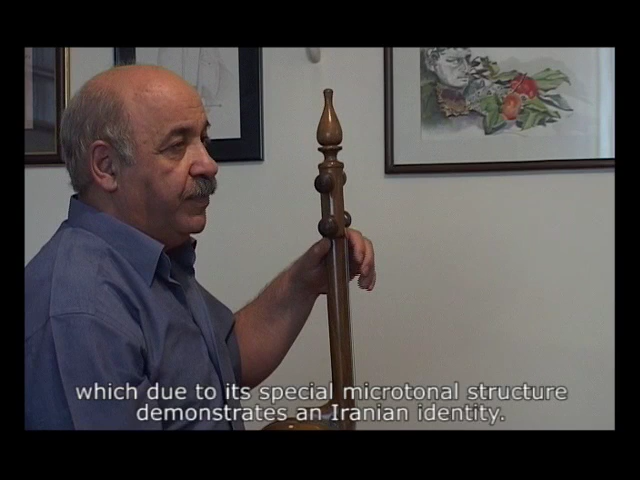 which due to its special microtonal structure
demonstrates an Iranian identity.